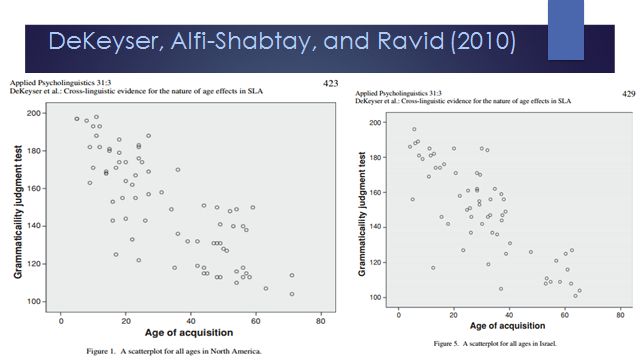 DeKeyser, Alfi-Shabtay, and Ravid (2010)
Applied Psycholinguistics 31:3
423
DeKeyser et al.: Cross-linguistic evidence for the nature of age effects in SLA
200
180
160
140
120
100
Grammaticaility judgment test
0
20
40
60
80
Age of acquisition
Figure 1. A scatterplot for all ages in North America.
Applied Psycholinguistics 31:3
429
DeKeyser et al.: Cross-linguistic evidence for the nature of age effects in SLA
200
180
160
140
120
100
Grammaticaility judgment test
0
20
40
60
80
Age of acquisition
Figure 5. A scatterplot for all ages in Israel.